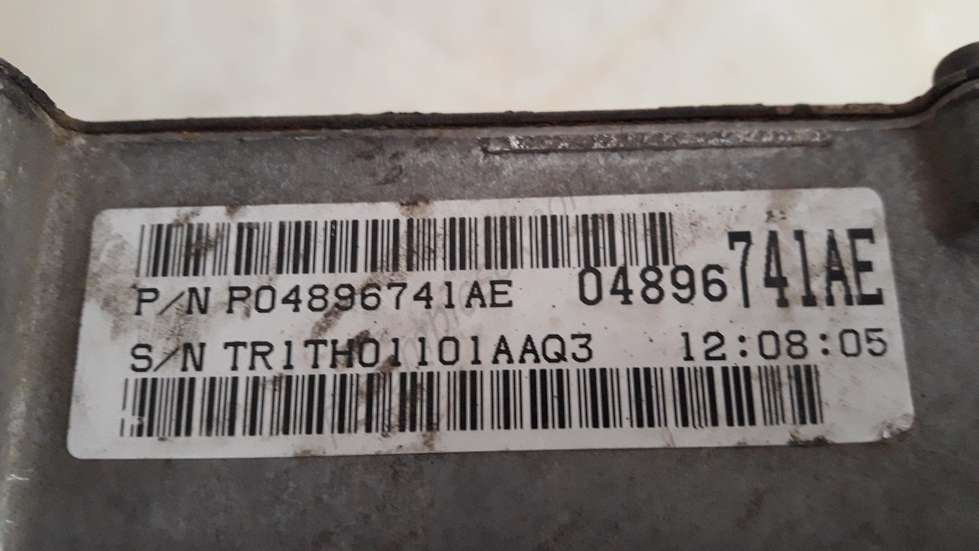 P/N P04896741AE 04896741AE
S/N TR1TH01101AAQ3 12:08:05